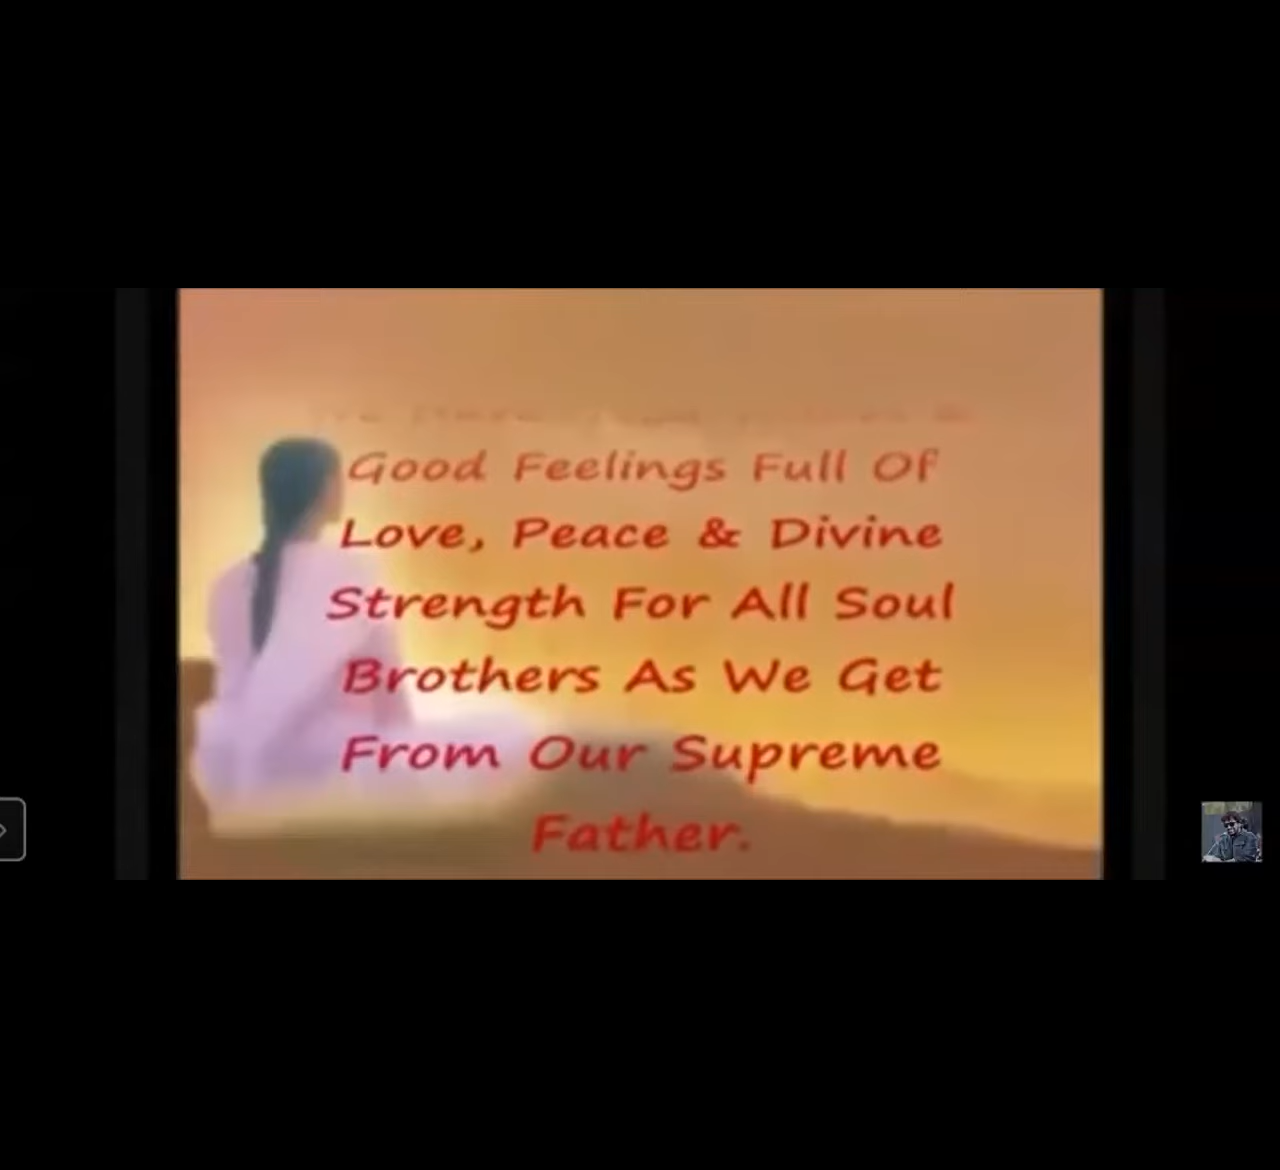 Good Feelings Full Of
Love, Peace & Divine
Strength For All Soul
Brothers As We Get
From Our Supreme
Father.